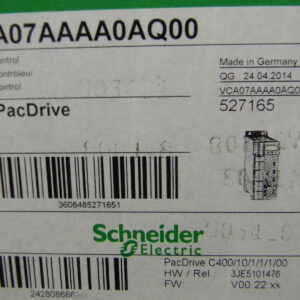 A07AAAA0AQ00
ontrol
ontrôleur
ontrol
Made in Germany
QG 24.04.2014
VCA07AAAA0AQ0
527165
PacDrive
3606485271651
Schneider
Electric
PacDrive C400/10/1/1/1/00
HW / Rel 3JE5101476
FW: V00 22 xx